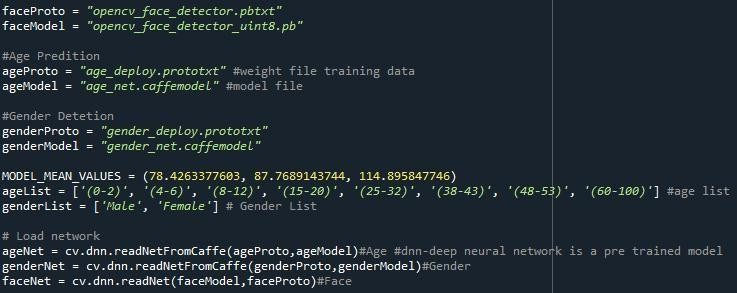 faceProto = "opencv_face_detector.pbtxt"
faceModel = "opencv_face_detector_uint8.pb"
#Age Predition
ageProto = "age_deploy.prototxt" #weight file training data
ageModel = "age_net.caffemodel" #model file
#Gender Detetion
genderProto = "gender_deploy.prototxt"
genderModel = "gender_net.caffemodel"
MODEL_MEAN_VALUES = (78.4263377603, 87.7689143744, 114.895847746)
ageList = ['(0-2)', '(4-6)', '(8-12)', '(15-20)', '(25-32)', '(38-43)', '(48-53)', '(60-100)'] #age list
genderList = ['Male', 'Female'] # Gender List
# Load network
ageNet = cv.dnn.readNetFromCaffe(ageProto,ageModel)#Age #dnn-deep neural network is a pre trained model
genderNet = cv.dnn.readNetFromCaffe(genderProto,genderModel)#Gender
faceNet = cv.dnn.readNet(faceModel,faceProto)#Face